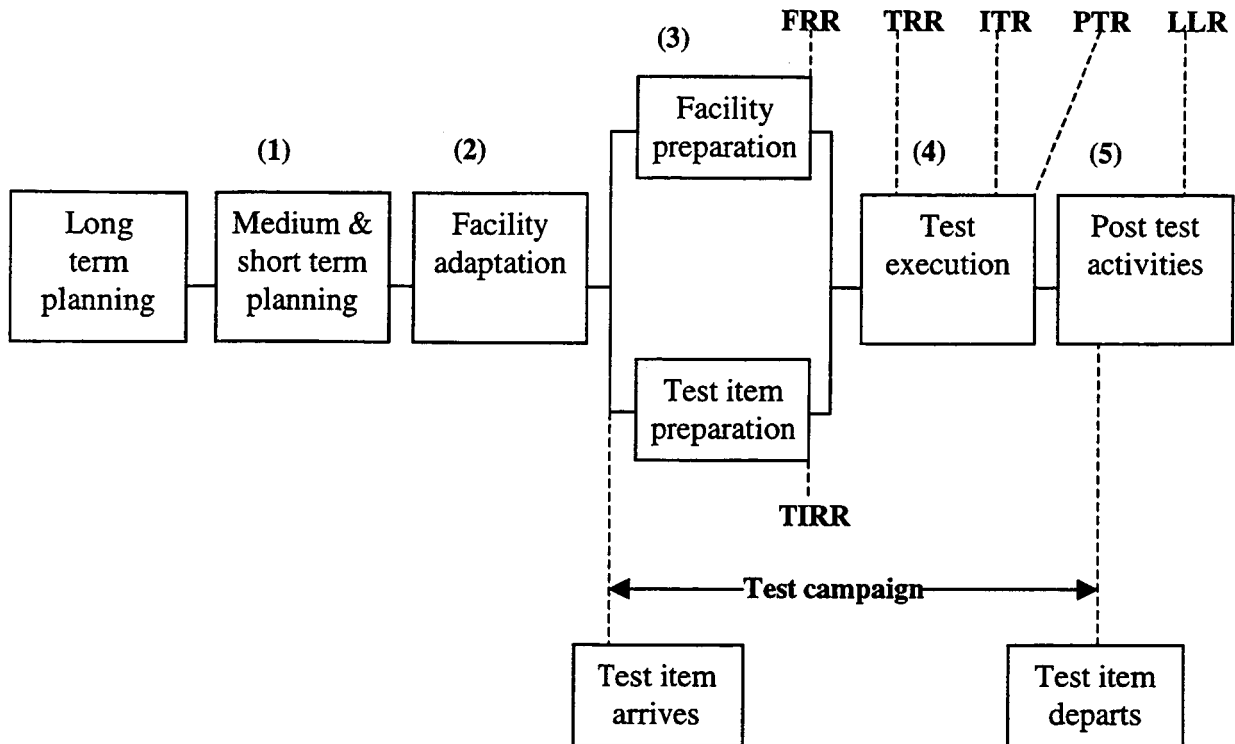 FRR TRR ITR PTR LLR
(3)
Facility
preparation
(1)
(2)
(4)
(5)
Long
term
planning
Medium &
short term
planning
Facility
adaptation
Test
execution
Post test
activities
Test item
preparation
TIRR
Test campaign
Test item
arrives
Test item
departs